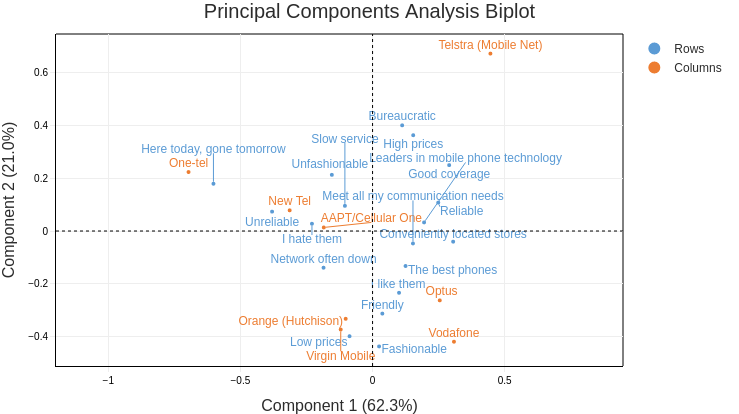 Principal Components Analysis Biplot
Rows
Columns
Component 2 (21.0%)
0.6
0.4
0.2
0
−0.2
−0.4
Telstra (Mobile Net)
Bureaucratic
Slow service
High prices
Here today, gone tomorrow
Leaders in mobile phone technology
One-tel
Unfashionable
Good coverage
Meet all my communication needs
New Tel
Reliable
AAPT/Cellular One
Unreliable
I hate them
Conveniently located stores
Network often down
The best phones
I like them
Optus
Friendly
Orange (Hutchison)
Vodafone
Low prices
Fashionable
Virgin Mobile
−1
−0.5
0
0.5
Component 1 (62.3%)